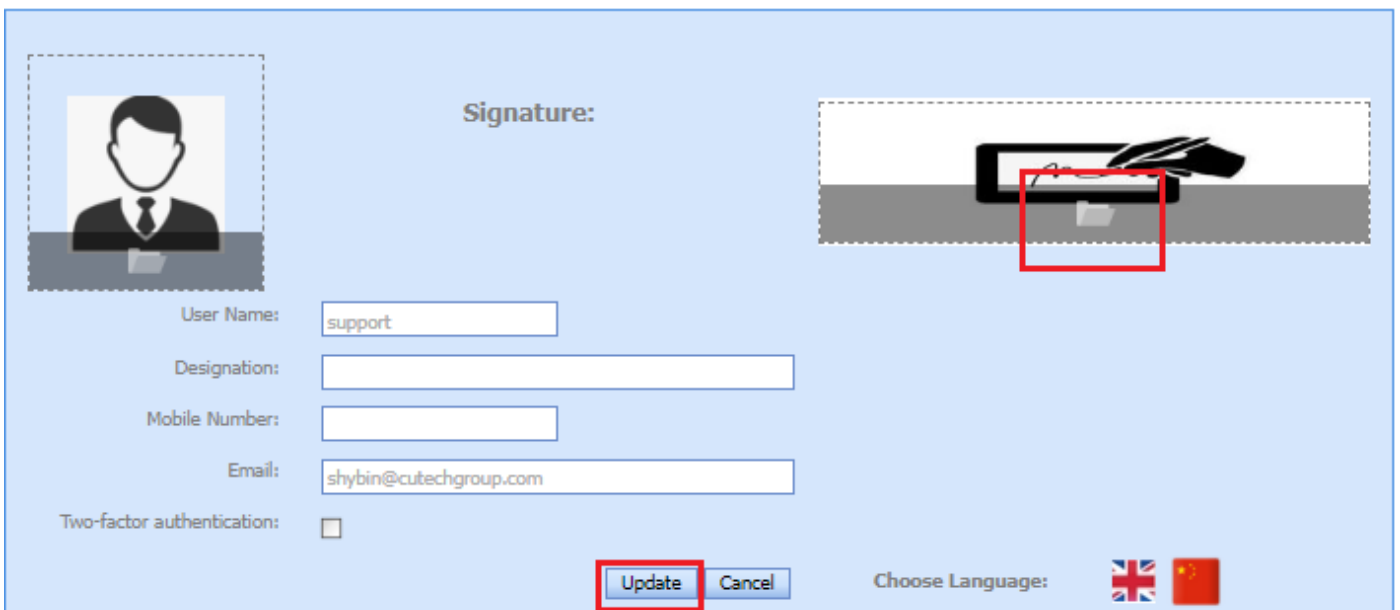 Signature:
User Name:
support
Designation:
Mobile Number:
Email:
shybin@cutechgroup.com
Two-factor authentication:
Update Cancel Choose Language: